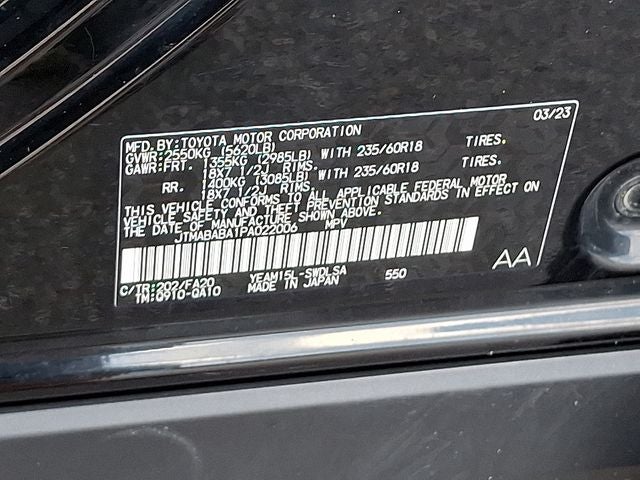 03/23
MFD. BY:TOYOTA MOTOR CORPORATION
GVWR:2550KG (5620LB)
GAWR:FRT. 1355KG (2985LB) WITH 235/60R18 TIRES.
18X7 1/2J RIMS.
RR. 1400KG (3085LB) WITH 235/60R18 TIRES.
18X7 1/2J RIMS.
THIS VEHICLE CONFORMS TO ALL APPLICABLE FEDERAL MOTOR
VEHICLE SAFETY AND THEFT PREVENTION STANDARDS IN EFFECT ON
THE DATE OF MANUFACTURE SHOWN ABOVE.
JTMABABA1PA022006 MPV
C/TR:202/FA20 YEAM15L-SWDLSA 550
TM:0910-QA10 MADE IN JAPAN
AA